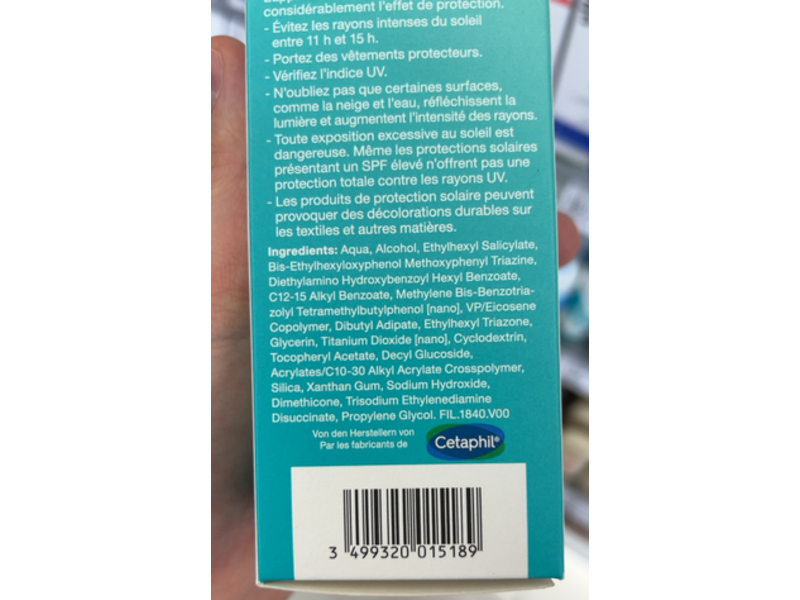 considérablement l'effet de protection.
- Évitez les rayons intenses du soleil
entre 11 h et 15 h.
- Portez des vêtements protecteurs.
- Vérifiez l'indice UV.
- N'oubliez pas que certaines surfaces,
comme la neige et l'eau, réfléchissent la
lumière et augmentent l'intensité des rayons.
- Toute exposition excessive au soleil est
dangereuse. Même les protections solaires
présentant un SPF élevé n'offrent pas une
protection totale contre les rayons UV.
- Les produits de protection solaire peuvent
provoquer des décolorations durables sur
les textiles et autres matières.
Ingredients: Aqua, Alcohol, Ethylhexyl Salicylate,
Bis-Ethylhexyloxyphenol Methoxyphenyl Triazine,
Diethylamino Hydroxybenzoyl Hexyl Benzoate,
C12-15 Alkyl Benzoate, Methylene Bis-Benzotria-
zolyl Tetramethylbutylphenol [nano], VP/Eicosene
Copolymer, Dibutyl Adipate, Ethylhexyl Triazone,
Glycerin, Titanium Dioxide [nano], Cyclodextrin,
Tocopheryl Acetate, Decyl Glucoside,
Acrylates/C10-30 Alkyl Acrylate Crosspolymer,
Silica, Xanthan Gum, Sodium Hydroxide,
Dimethicone, Trisodium Ethylenediamine
Disuccinate, Propylene Glycol. FIL.1840.V00
Von den Herstellern von
Par les fabricants de
Cetaphil®
3 499320 015189